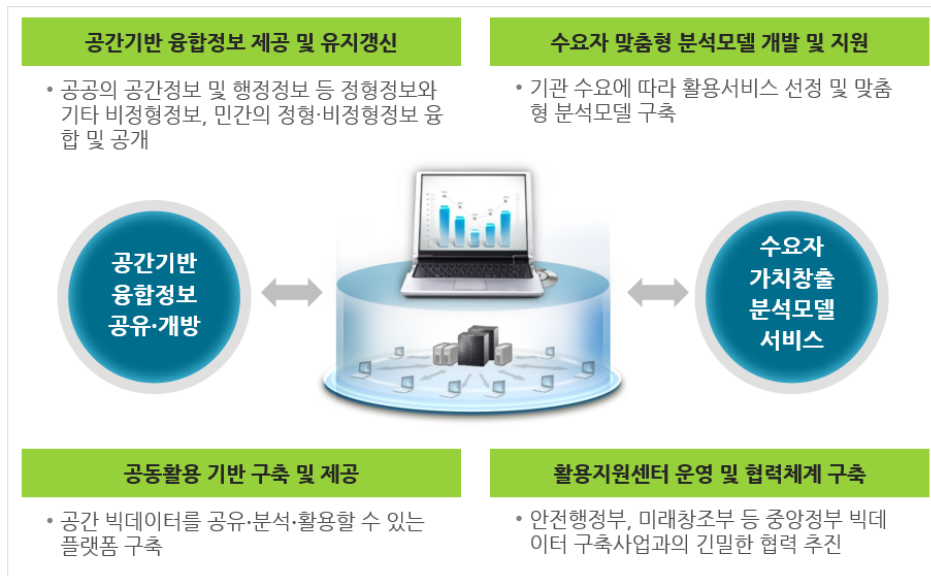 공간기반 융합정보 제공 및 유지갱신
• 공공의 공간정보 및 행정정보 등 정형정보와
기타 비정형정보, 민간의 정형·비정형정보 융
합 및 공개
수요자 맞춤형 분석모델 개발 및 지원
• 기관 수요에 따라 활용서비스 선정 및 맞춤
형 분석모델 구축
공간기반
융합정보
공유·개방
수요자
가치창출
분석모델
서비스
공동활용 기반 구축 및 제공
• 공간 빅데이터를 공유·분석·활용할 수 있는
플랫폼 구축
활용지원센터 운영 및 협력체계 구축
• 안전행정부, 미래창조부 등 중앙정부 빅데
이터 구축사업과의 긴밀한 협력 추진